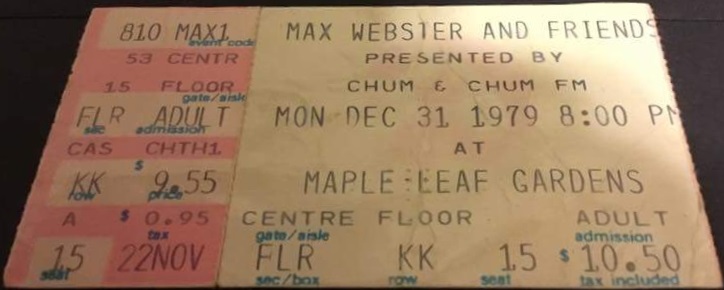 810 MAX1
event code
53 CENTR
15 FLOOR
gate/aisle
FLR ADULT
sec admission
CAS CHTH1
KK $ 9.55
row price
A $ 0.95
tax
15 22NOV
seat
MAX WEBSTER AND FRIENDS
PRESENTED BY
CHUM & CHUM FM
MON DEC 31 1979 8:00 PM
AT
MAPLE LEAF GARDENS
CENTRE FLOOR ADULT
gate/aisle admission
FLR KK 15 $ 10.50
sec/box row seat tax included